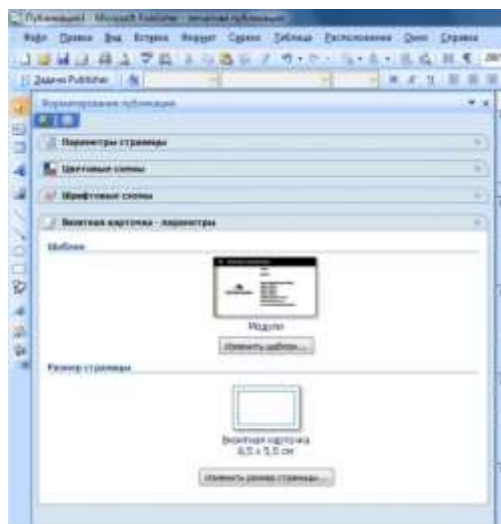 Публикация1 - Microsoft Publisher - печатная публикация
Файл Правка Вид Вставка Формат Сервис Таблица Расположение Окно Справка
Задачи Publisher
Форматирование публикации
Параметры страницы
Цветовые схемы
Шрифтовые схемы
Визитная карточка - параметры
Шаблон
Модули
Изменить шаблон...
Размер страницы
Визитная карточка
8,5 x 5,5 см
Изменить размер страницы...